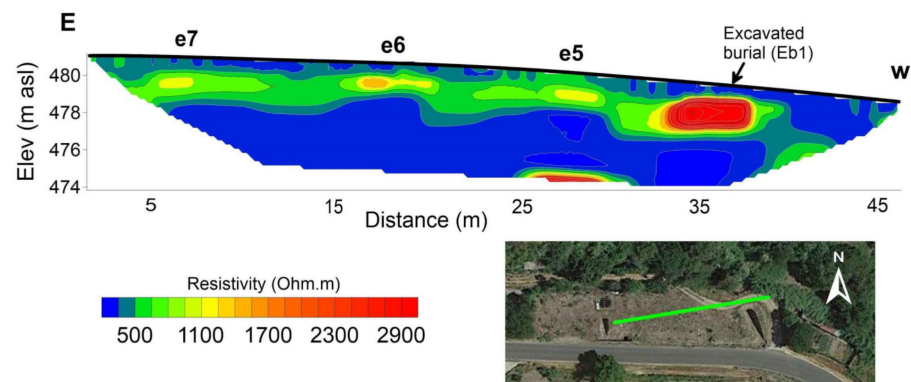 E
e7
e6
e5
Excavated
burial (Eb1)
w
Elev (m asl)
480
478
476
474
5
15
25
35
45
Distance (m)
Resistivity (Ohm.m)
500 1100 1700 2300 2900
N